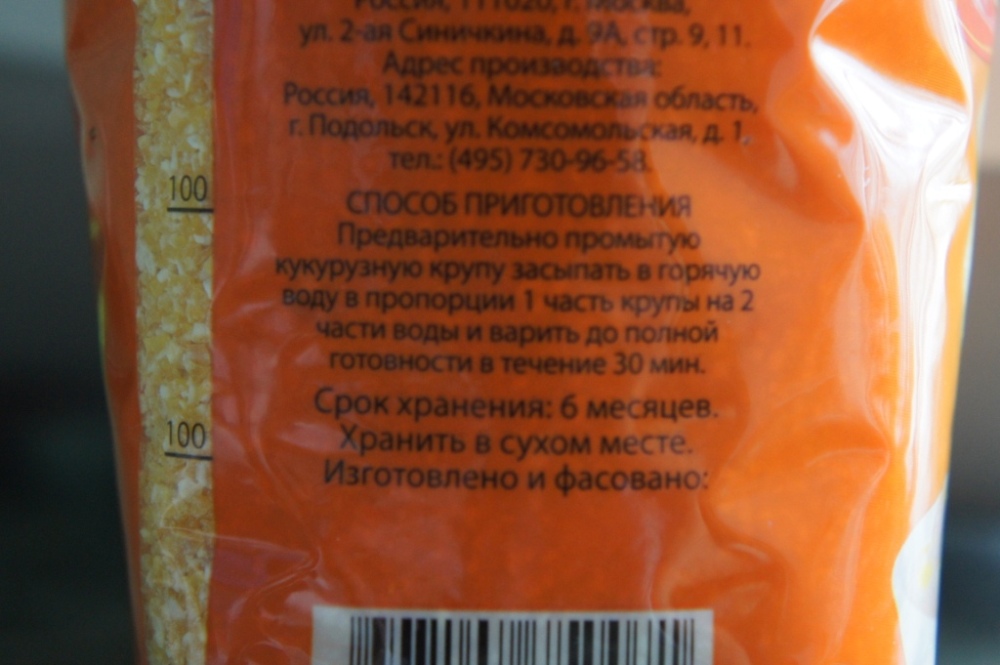 Россия, 111020, г. Москва,
ул. 2-ая Синичкина, д. 9А, стр. 9, 11.
Адрес производства:
Россия, 142116, Московская область,
г. Подольск, ул. Комсомольская, д. 1,
тел.: (495) 730-96-58.
100
СПОСОБ ПРИГОТОВЛЕНИЯ
Предварительно промытую
кукурузную крупу засыпать в горячую
воду в пропорции 1 часть крупы на 2
части воды и варить до полной
готовности в течение 30 мин.
Срок хранения: 6 месяцев.
100
Хранить в сухом месте.
Изготовлено и фасовано: